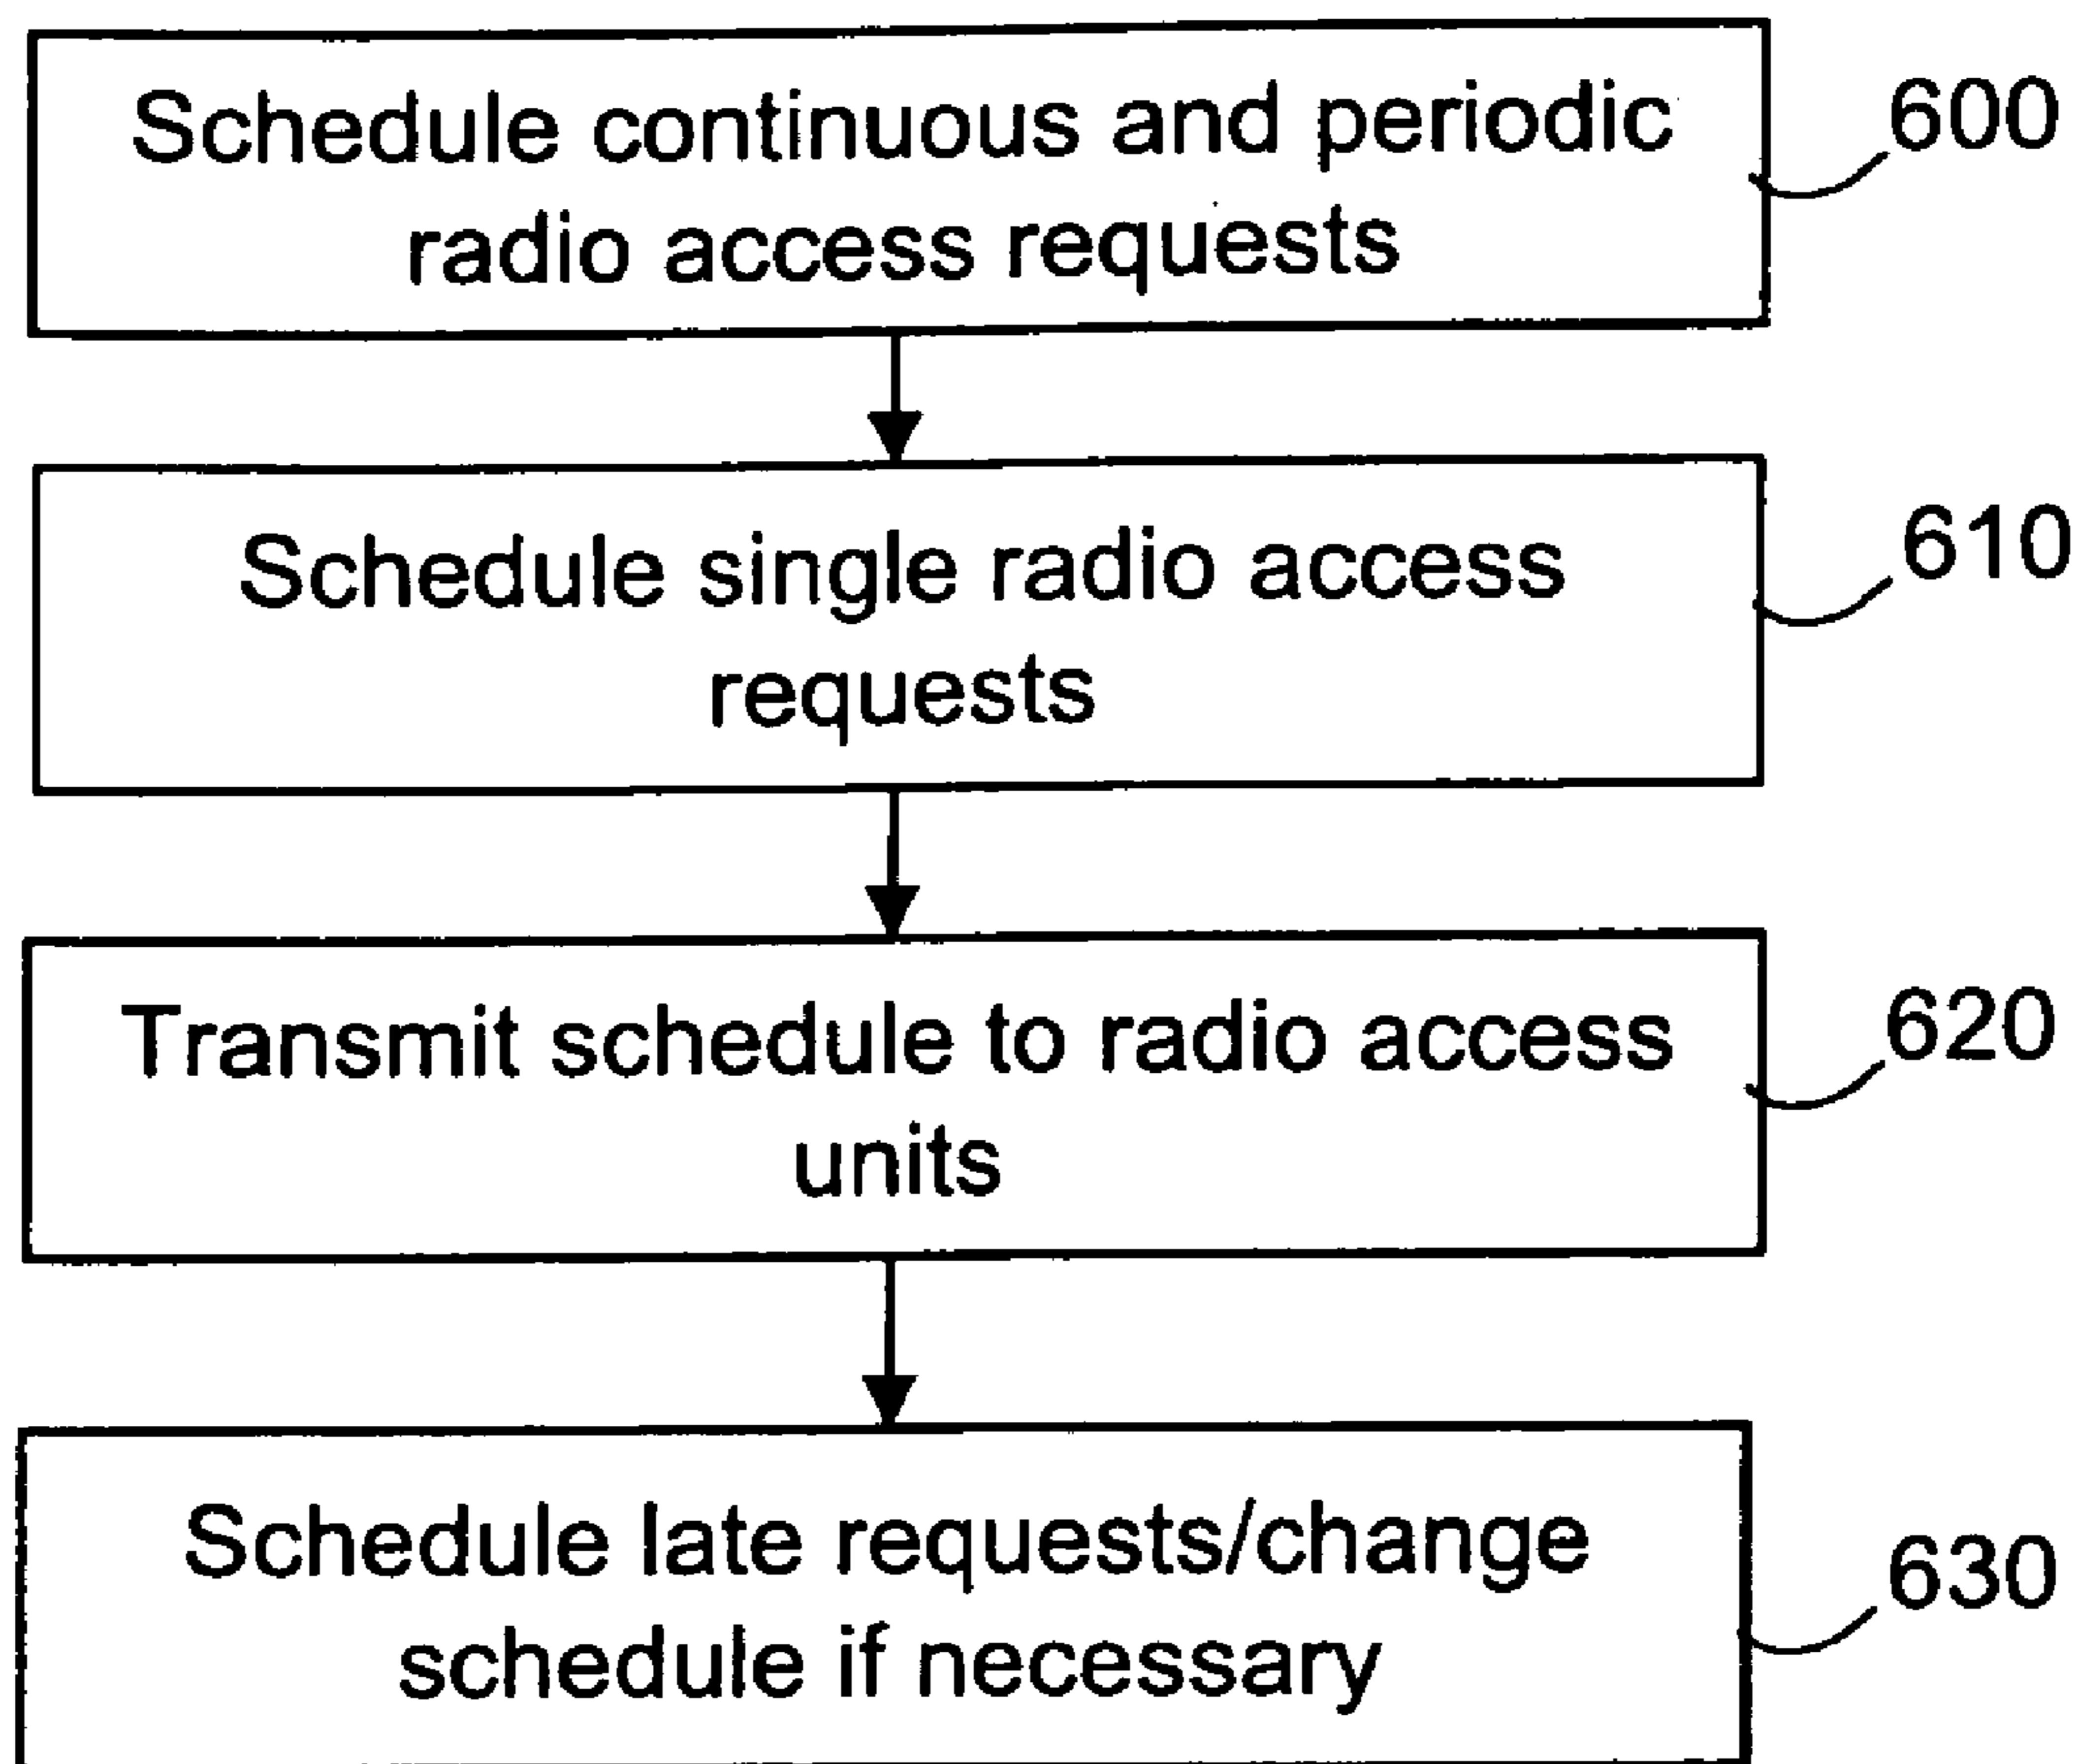 Schedule continuous and periodic
radio access requests
600
Schedule single radio access
requests
610
Transmit schedule to radio access
units
620
Schedule late requests/change
schedule if necessary
630